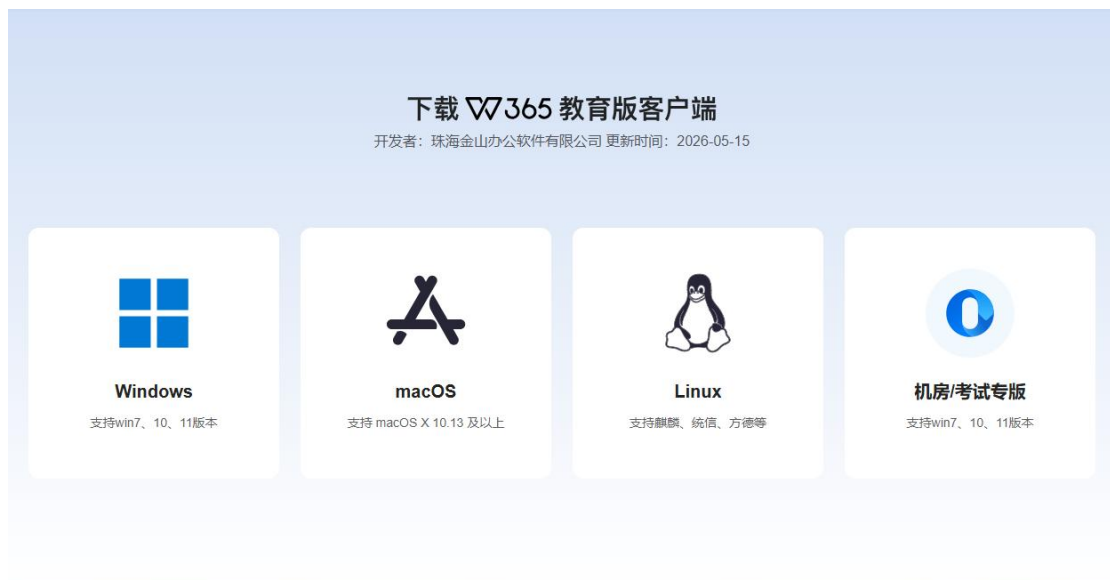 下载 W365 教育版客户端
开发者：珠海金山办公软件有限公司 更新时间：2026-05-15
Windows
支持win7、10、11版本
macOS
支持 macOS X 10.13 及以上
Linux
支持麒麟、统信、方德等
机房/考试专版
支持win7、10、11版本